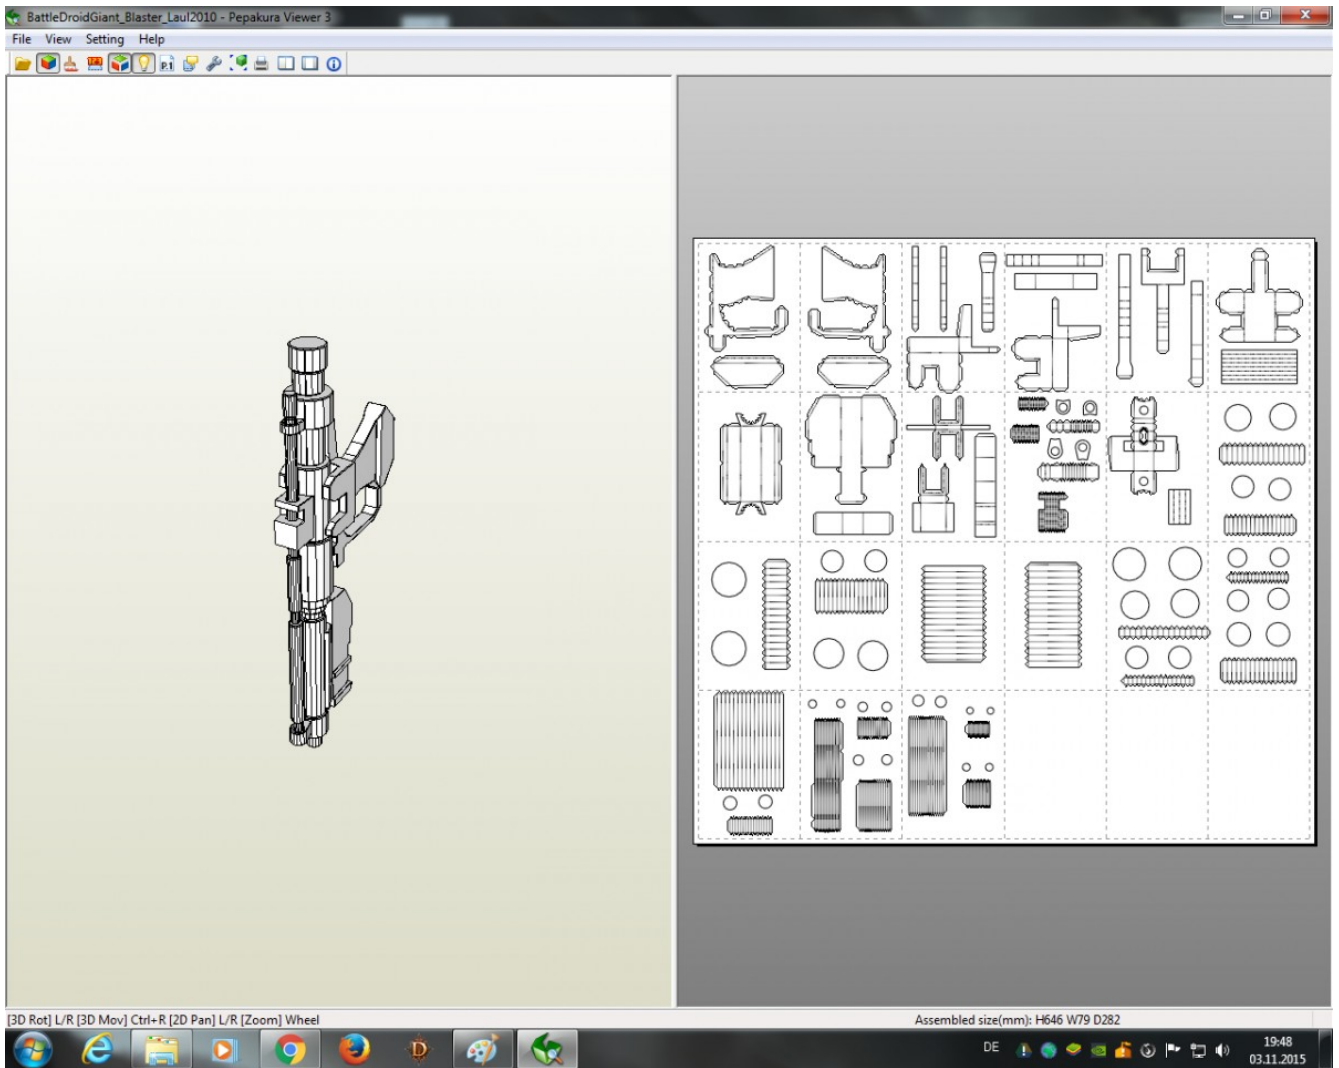 BattleDroidGiant_Blaster_Laul2010 - Pepakura Viewer 3
File View Setting Help
P.1
[3D Rot] L/R [3D Mov] Ctrl+R [2D Pan] L/R [Zoom] Wheel
Assembled size(mm): H646 W79 D282
DE
19:48
03.11.2015